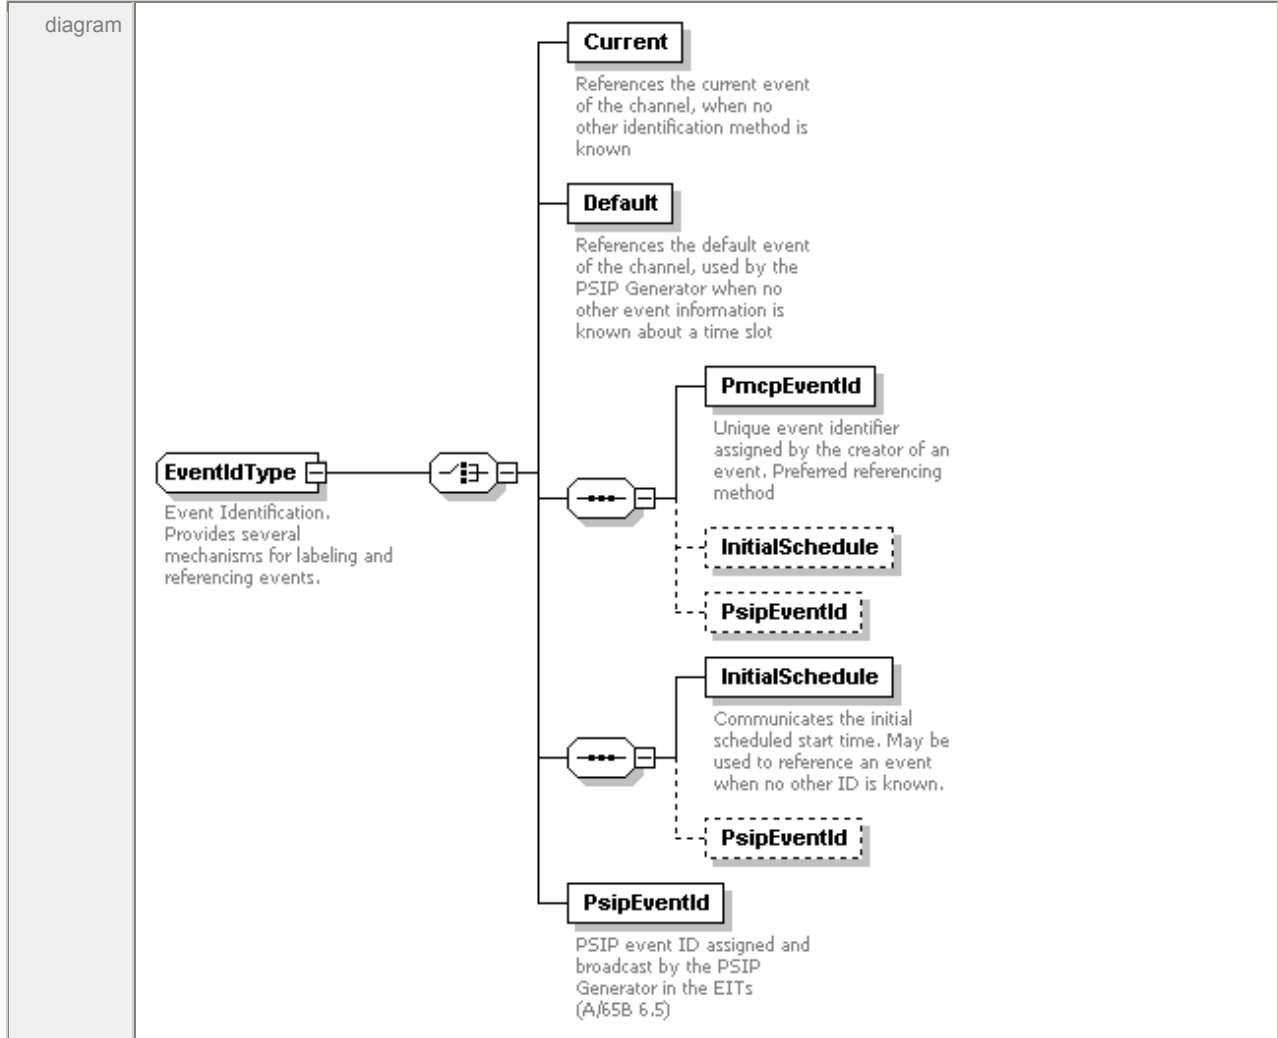 diagram
Current
References the current event
of the channel, when no
other identification method is
known
Default
References the default event
of the channel, used by the
PSIP Generator when no
other event information is
known about a time slot
PmcpEventId
Unique event identifier
assigned by the creator of an
event. Preferred referencing
method
EventIdType
Event Identification.
Provides several
mechanisms for labeling and
referencing events.
InitialSchedule
PsipEventId
InitialSchedule
Communicates the initial
scheduled start time. May be
used to reference an event
when no other ID is known.
PsipEventId
PsipEventId
PSIP event ID assigned and
broadcast by the PSIP
Generator in the EITs
(A/65B 6.5)